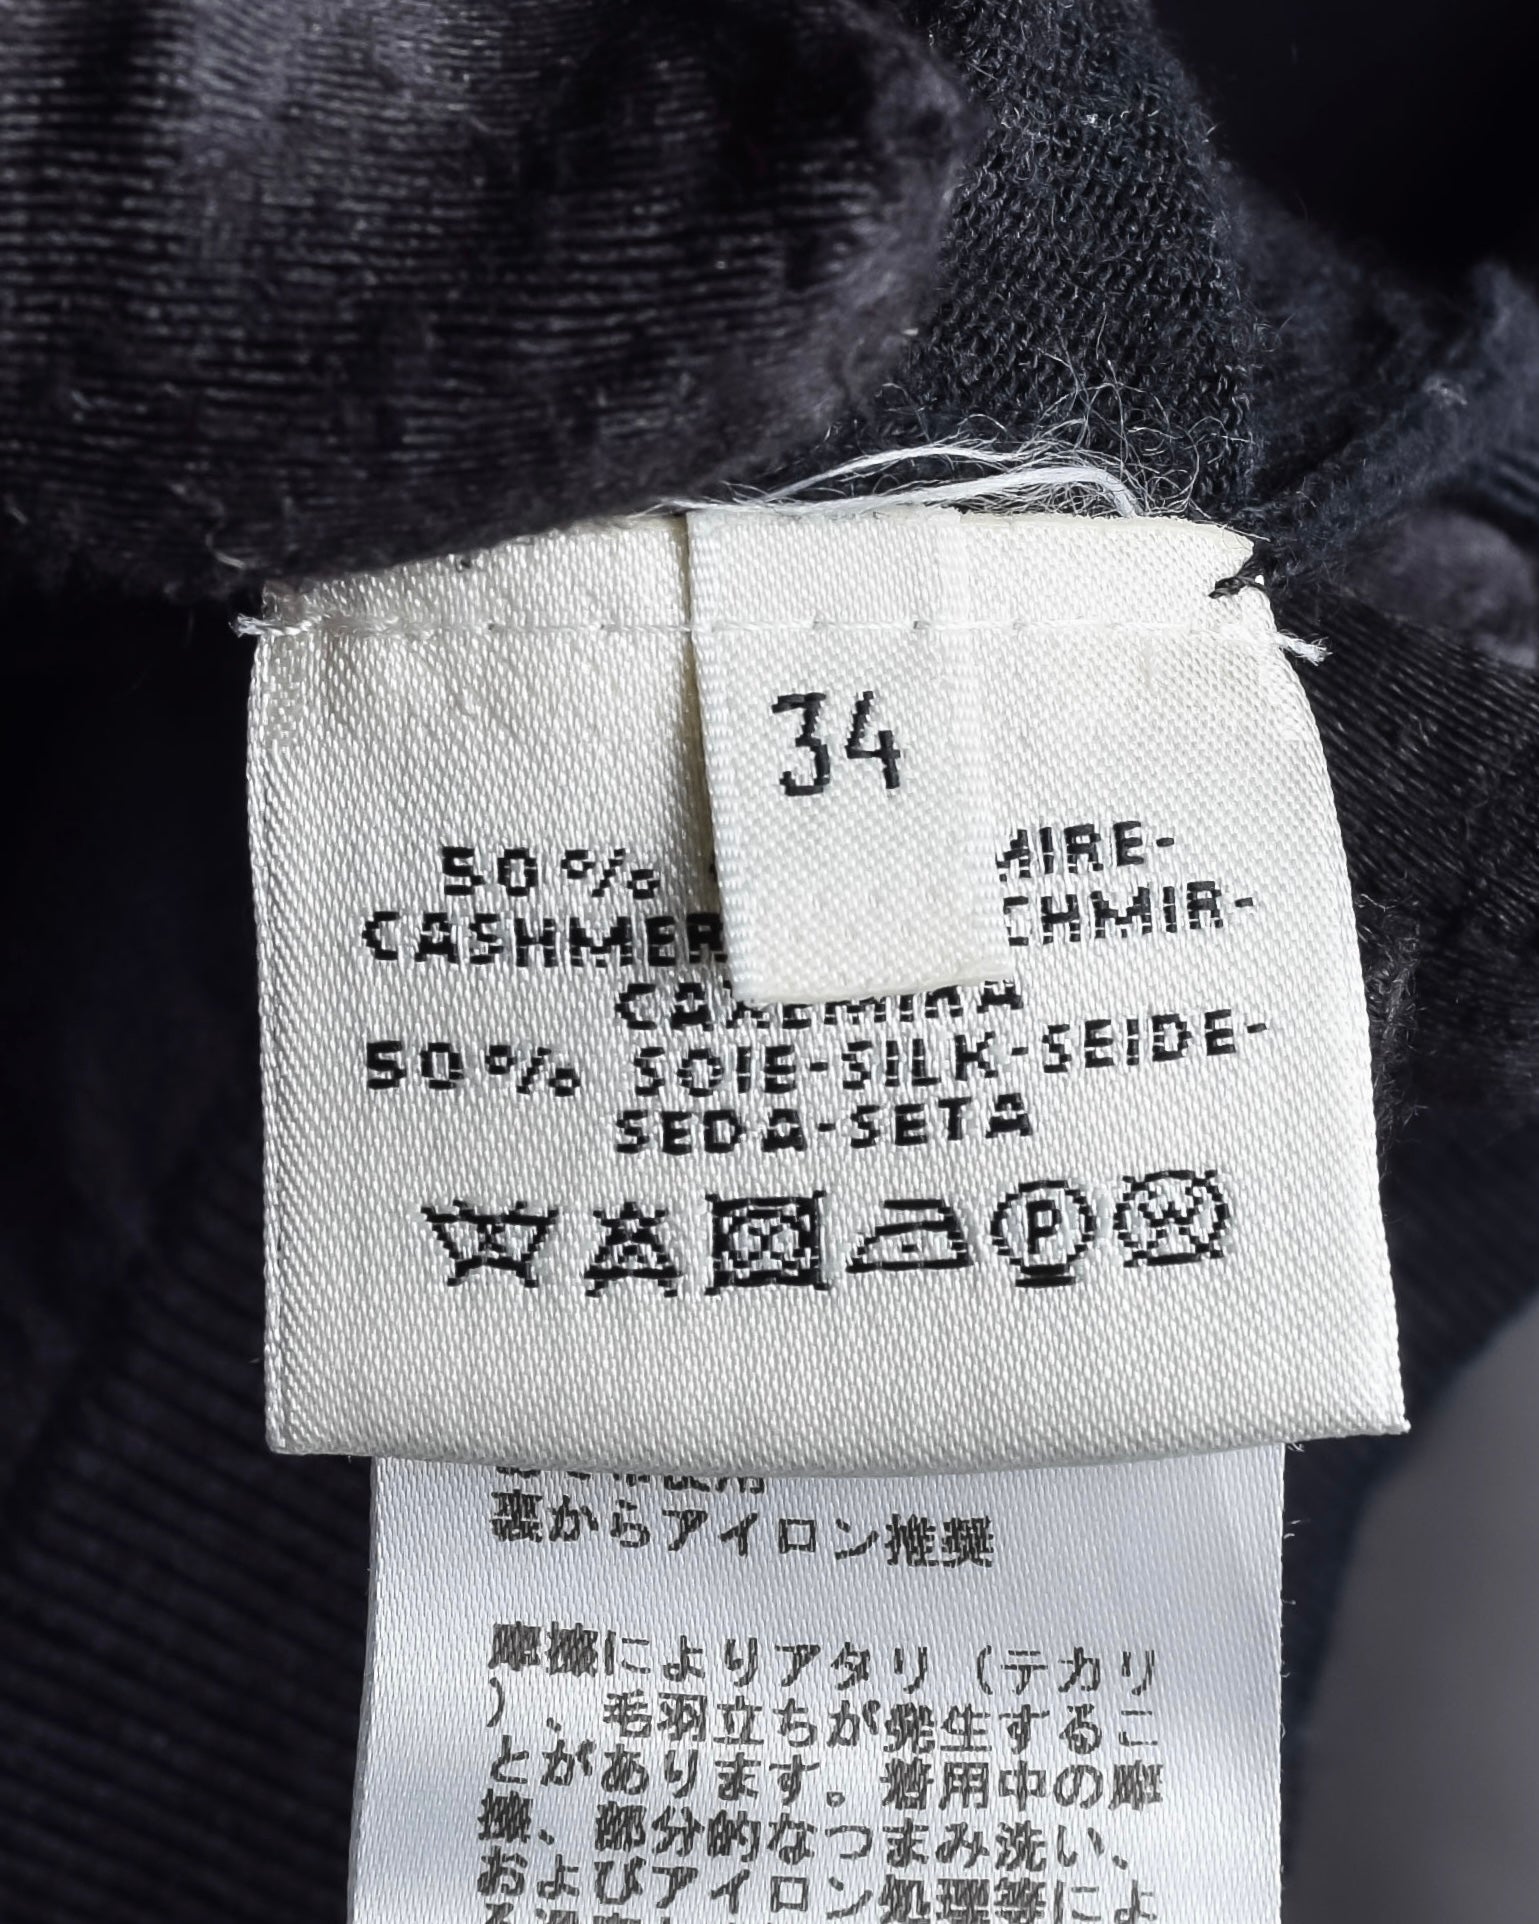 34
50% MIRE-
CASHMER CHMIR-
CAXEMIRA
50% SOIE-SILK-SEIDE-
SEDA-SETA
P
W
裏からアイロン推奨
摩擦によりアタリ（テカリ
）、毛羽立ちが発生するこ
とがあります。着用中の摩
擦、部分的なつまみ洗い、
およびアイロン処理等によ